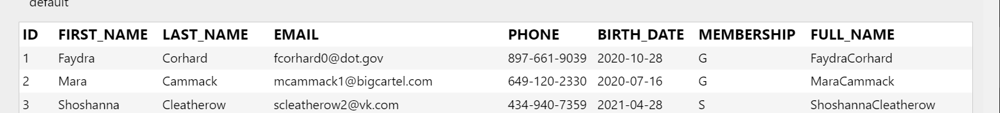 default
ID FIRST_NAME LAST_NAME EMAIL PHONE BIRTH_DATE MEMBERSHIP FULL_NAME
1 Faydra Corhard fcorhard0@dot.gov 897-661-9039 2020-10-28 G FaydraCorhard
2 Mara Cammack mcammack1@bigcartel.com 649-120-2330 2020-07-16 G MaraCammack
3 Shoshanna Cleatherow scleatherow2@vk.com 434-940-7359 2021-04-28 S ShoshannaCleatherow